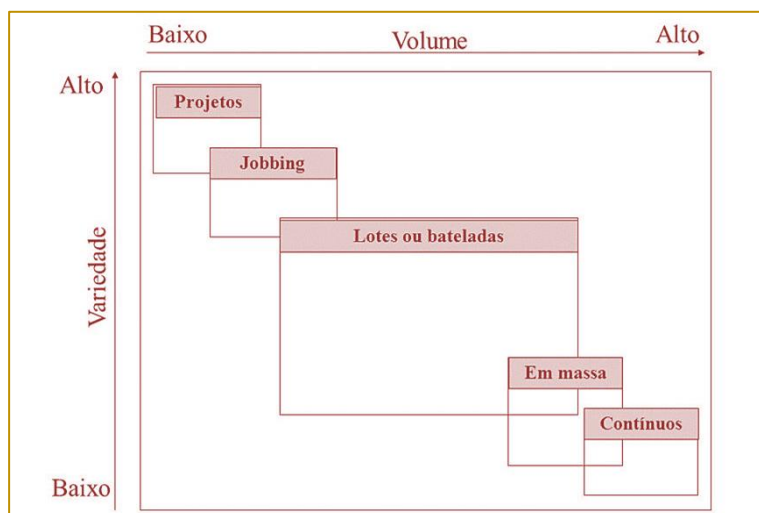 Baixo
Volume
Alto
Alto
Projetos
Jobbing
Lotes ou bateladas
Variedade
Em massa
Contínuos
Baixo